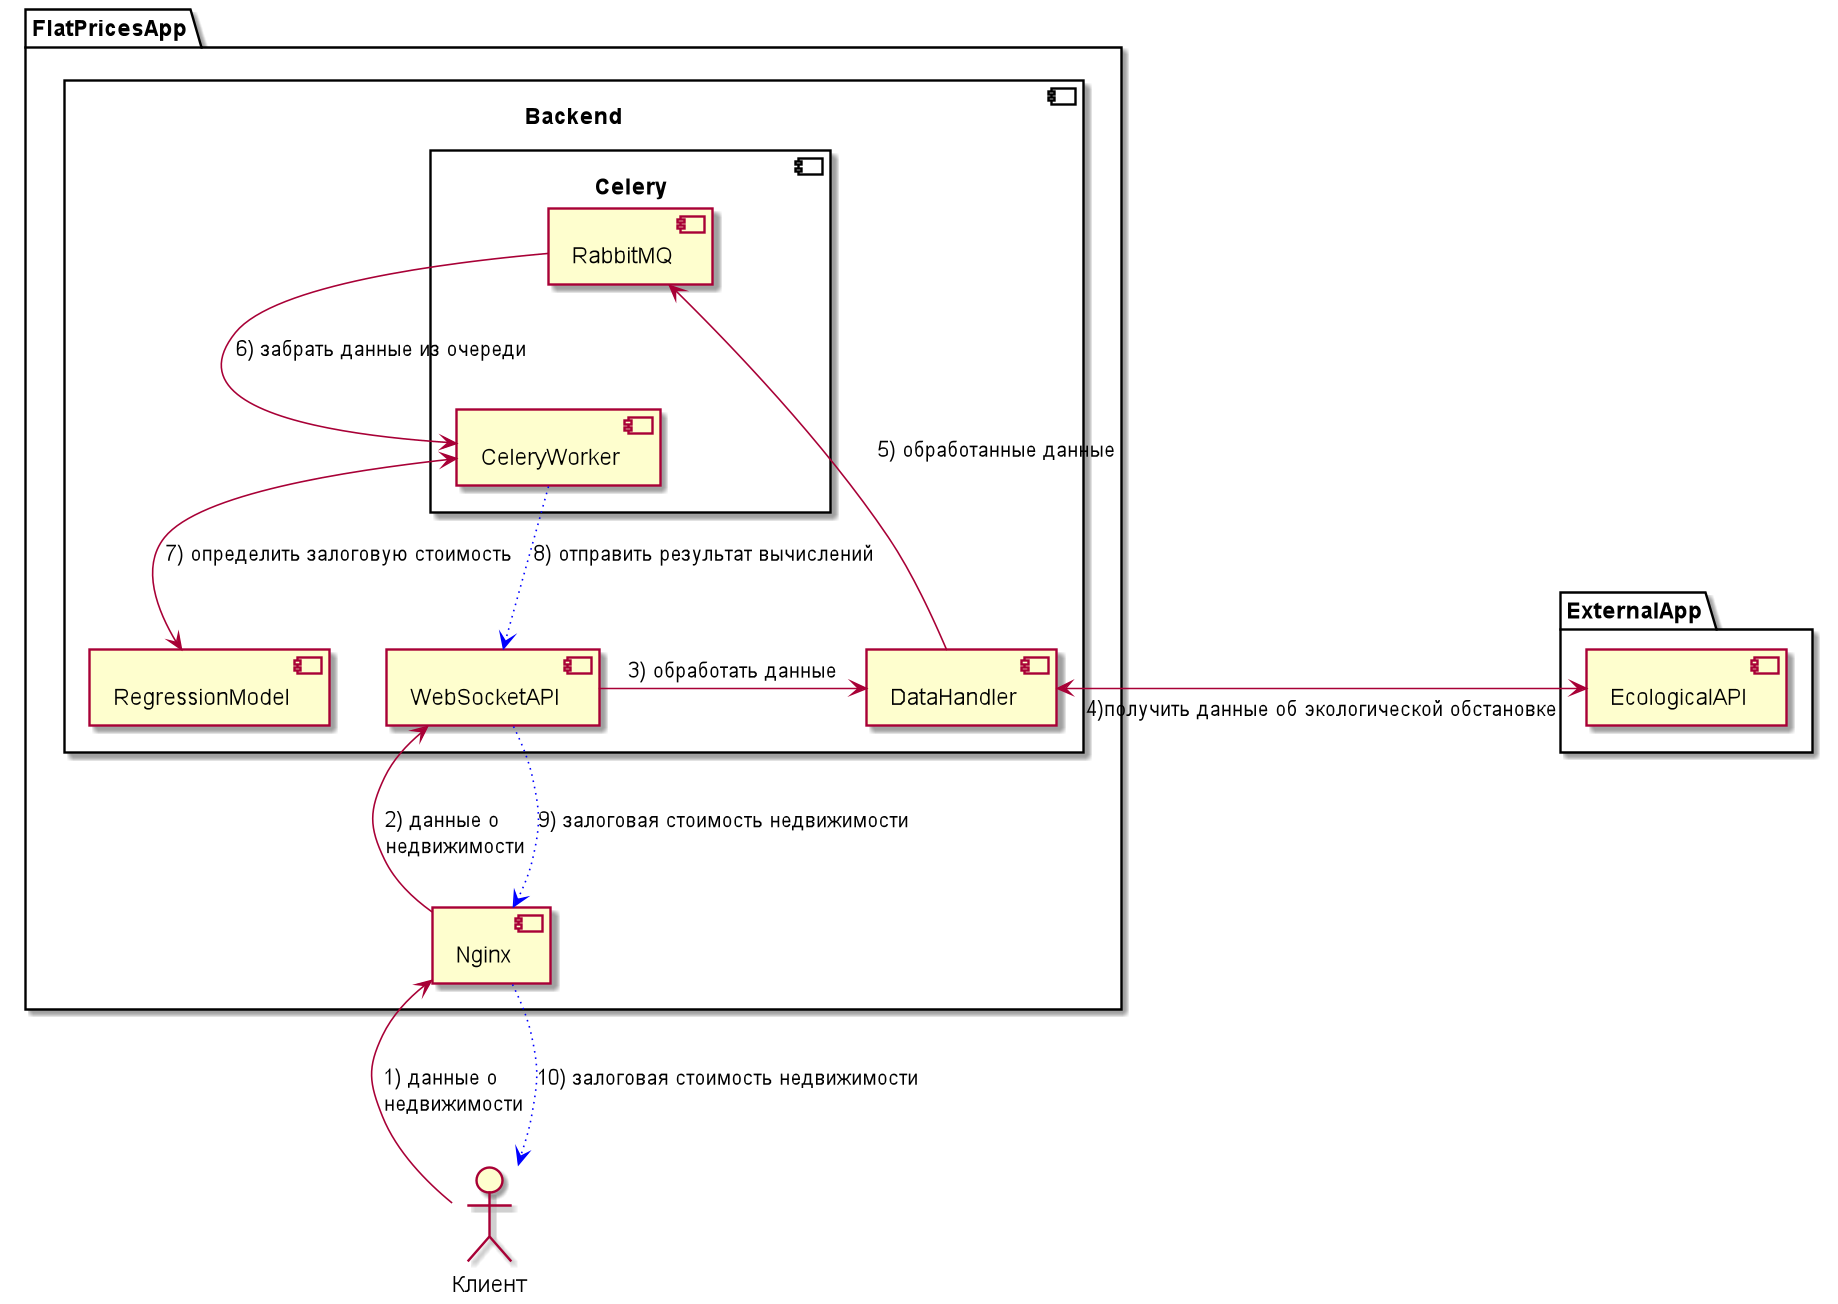 FlatPricesApp
Backend
Celery
RabbitMQ
6) забрать данные из очереди
CeleryWorker
5) обработанные данные
7) определить залоговую стоимость
8) отправить результат вычислений
ExternalApp
RegressionModel
WebSocketAPI
3) обработать данные
DataHandler
4)получить данные об экологической обстановке
EcologicalAPI
2) данные о
недвижимости
9) залоговая стоимость недвижимости
Nginx
1) данные о
недвижимости
10) залоговая стоимость недвижимости
Клиент